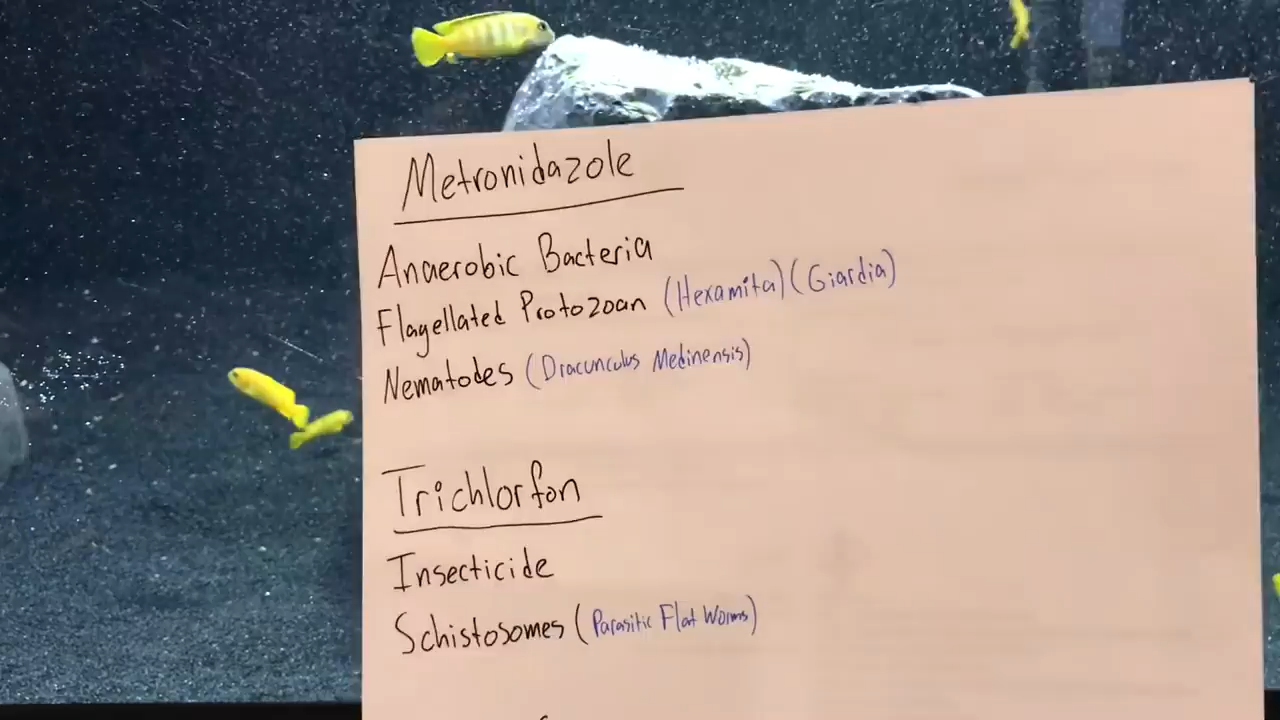 Metronidazole
Anaerobic Bacteria
Flagellated Protozoan (Hexamita) (Giardia)
Nematodes (Dracunculus Medinensis)
Trichlorfon
Insecticide
Schistosomes (Parasitic Flat Worms)